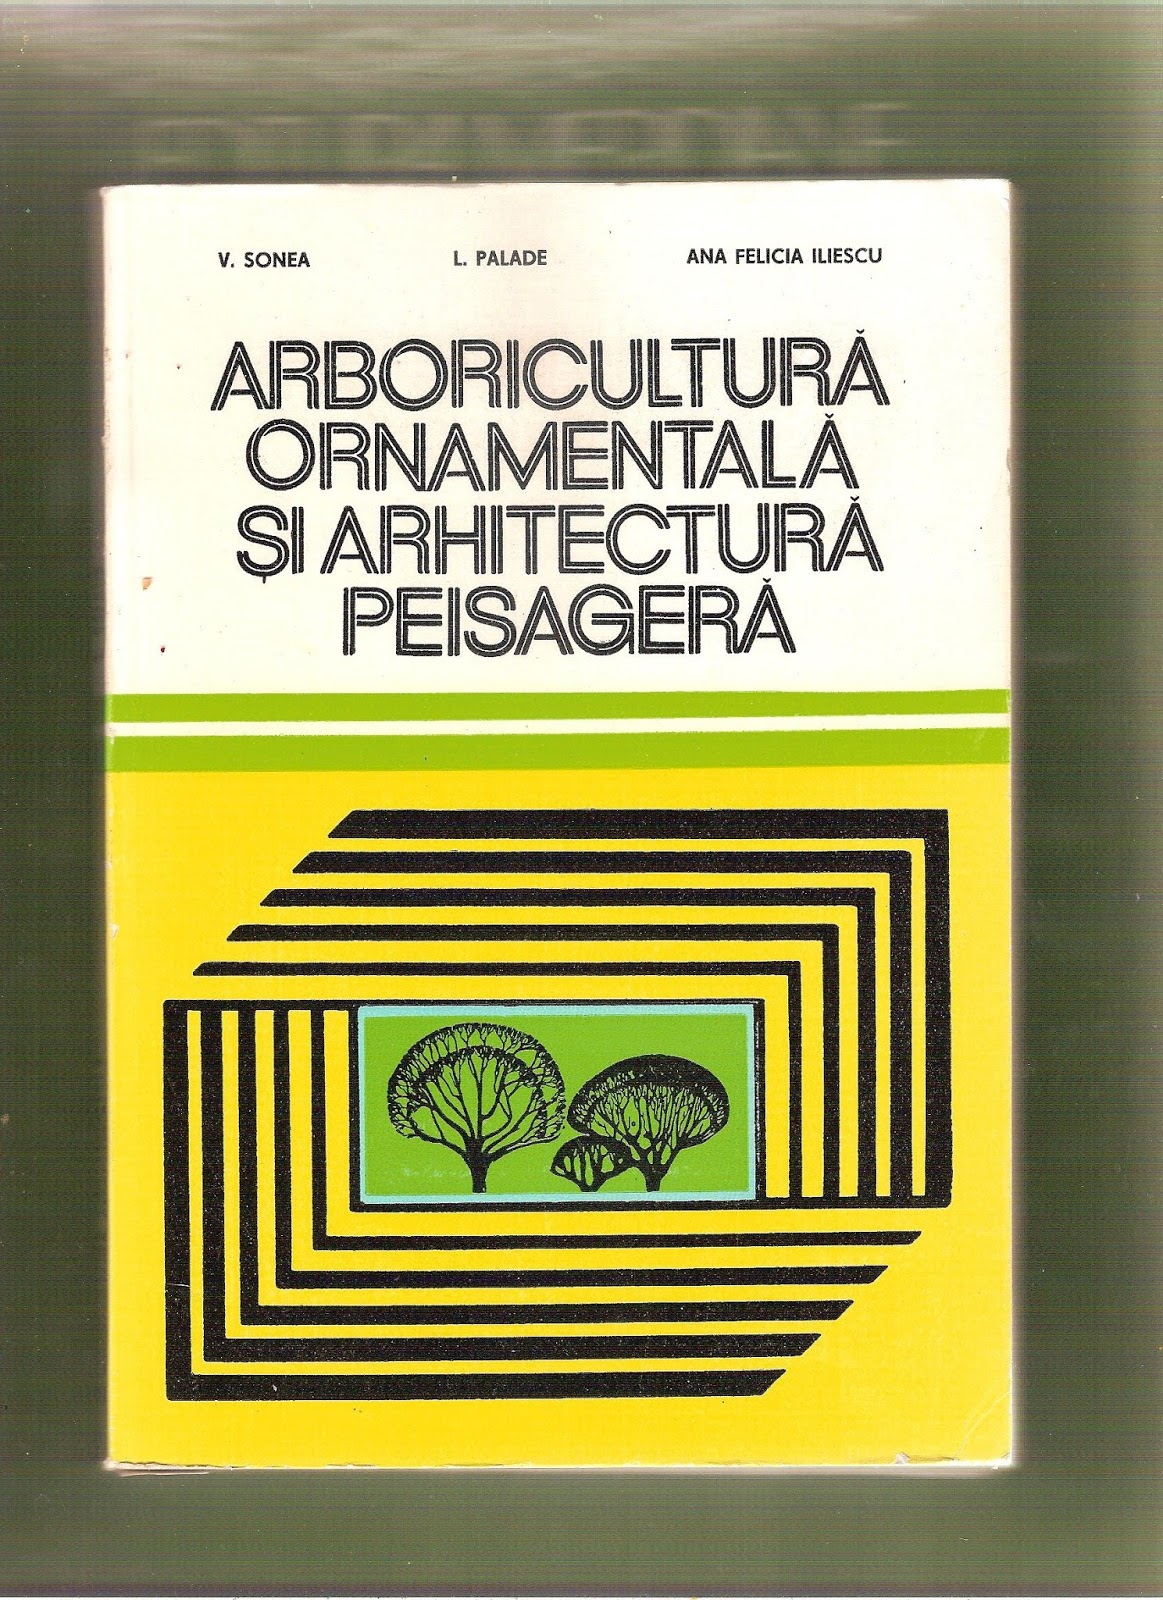 V. SONEA L. PALADE ANA FELICIA ILIESCU
ARBORICULTURĂ
ORNAMENTALĂ
ȘI ARHITECTURĂ
PEISAGERĂ